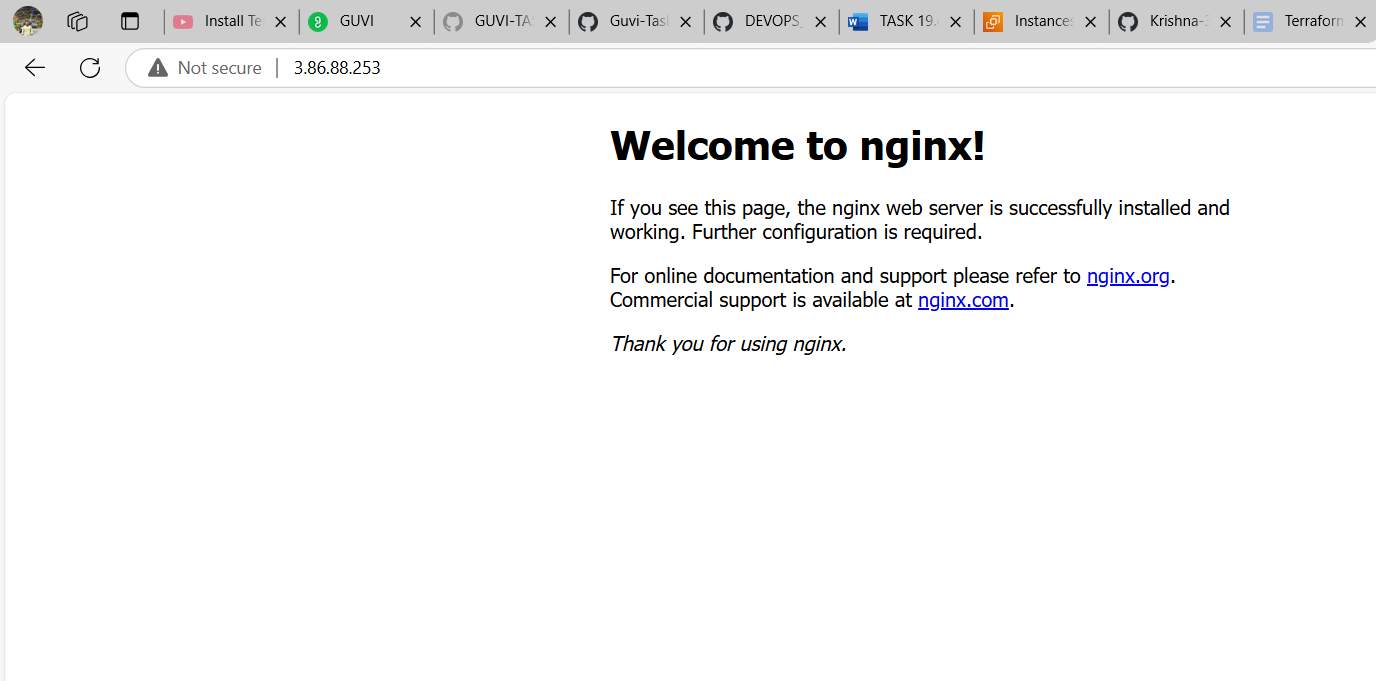 Install Te GUVI GUVI-TAS Guvi-Task DEVOPS_ TASK 19. Instances Krishna-3 Terraform
Not secure 3.86.88.253
Welcome to nginx!
If you see this page, the nginx web server is successfully installed and
working. Further configuration is required.
For online documentation and support please refer to nginx.org.
Commercial support is available at nginx.com.
Thank you for using nginx.